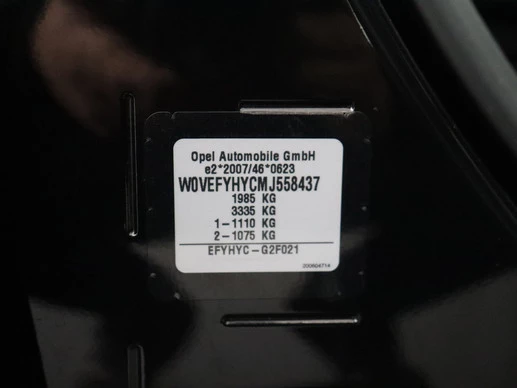 Opel Automobile GmbH
e2*2007/46*0623
W0VEFYHYCMJ558437
1985 KG
3335 KG
1-1110 KG
2-1075 KG
EFYHYC-G2F021